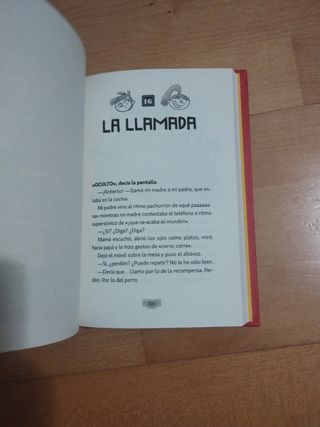 16
LA LLAMADA
«OCULTO», decía la pantalla.
—¡Roberto! —llamó mi madre a mi padre, que es-
taba en la cocina.
Mi padre vino al ritmo pachorrón de «qué paaaaaa-
sa» mientras mi madre contestaba el teléfono a ritmo
supersónico de «¡que-se-acaba-el-mundo!».
—¿Sí? ¿Diga? ¿Diga?
Mamá escuchó, abrió los ojos como platos, miró
hacia papá y le hizo gestos de «corre, corre».
Dejó el móvil sobre la mesa y puso el altavoz.
—Sí, ¿perdón? ¿Puede repetir? No le he oído bien.
—Decía que... Llamo por lo de la recompensa. Per-
dón. Por lo del perro.